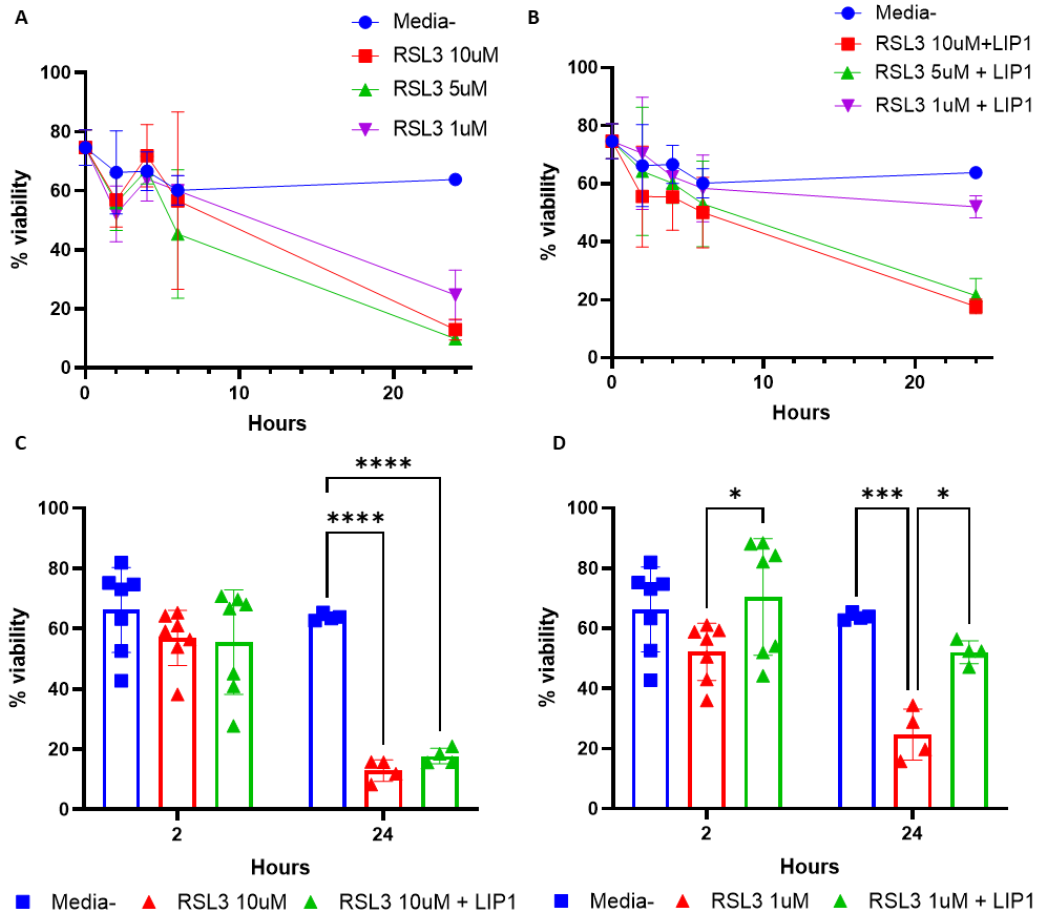 A
Media-
RSL3 10uM
RSL3 5uM
RSL3 1uM
100
80
60
40
20
0
% viability
0 10 20
Hours
B
Media-
RSL3 10uM+LIP1
RSL3 5uM + LIP1
RSL3 1uM + LIP1
100
80
60
40
20
0
% viability
0 10 20
Hours
C
****
****
100
80
60
40
20
0
% viability
2 24
Hours
Media- RSL3 10uM RSL3 10uM + LIP1
D
* *** *
100
80
60
40
20
0
% viability
2 24
Hours
Media- RSL3 1uM RSL3 1uM + LIP1